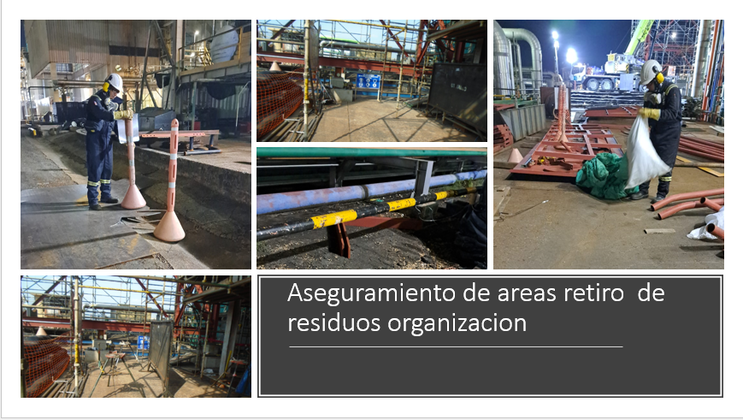 Aseguramiento de areas retiro  de
residuos organizacion